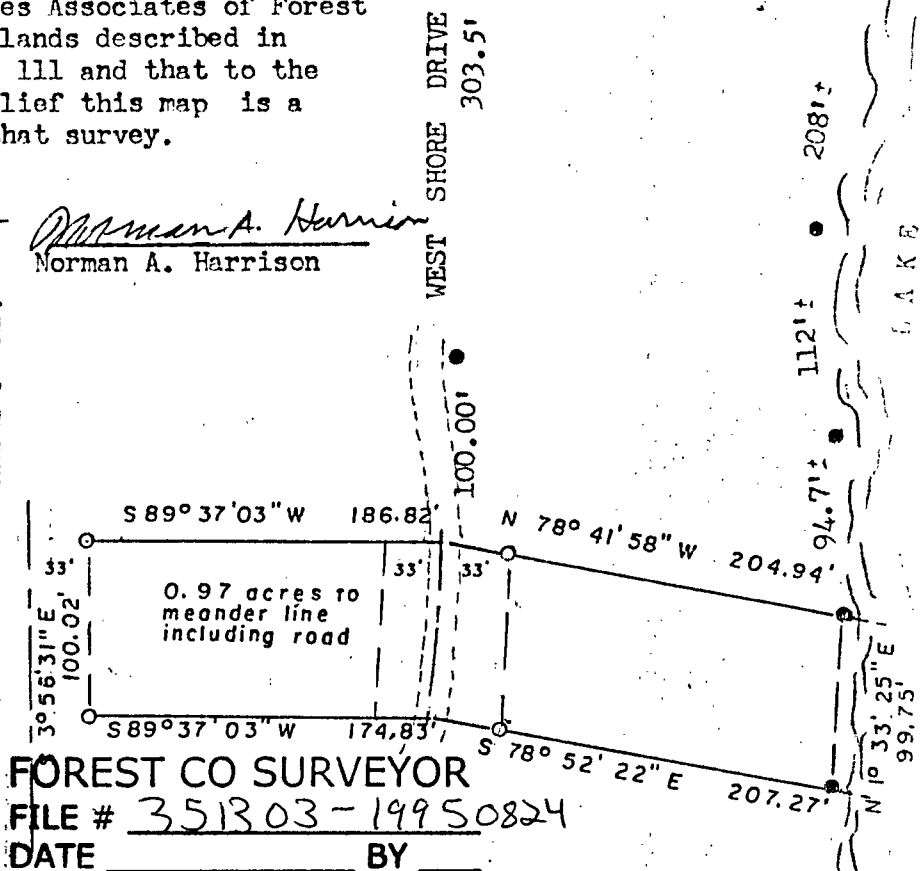 es Associates of Forest
lands described in
111 and that to the
lief this map is a
hat survey.
Norman A. Harrison
Norman A. Harrison
WEST SHORE DRIVE
303.5'
208'±
LAKE
112'±
100.00'
94.7'±
S 89° 37' 03" W 186.82'
N 78° 41' 58" W 204.94'
33'
33'
33'
0.97 acres to
meander line
including road
3° 56' 31" E
100.02'
N 1° 33' 25" E
99.75'
S 89° 37' 03" W 174.83'
S 78° 52' 22" E 207.27'
FOREST CO SURVEYOR
FILE # 351303-19950824
DATE BY